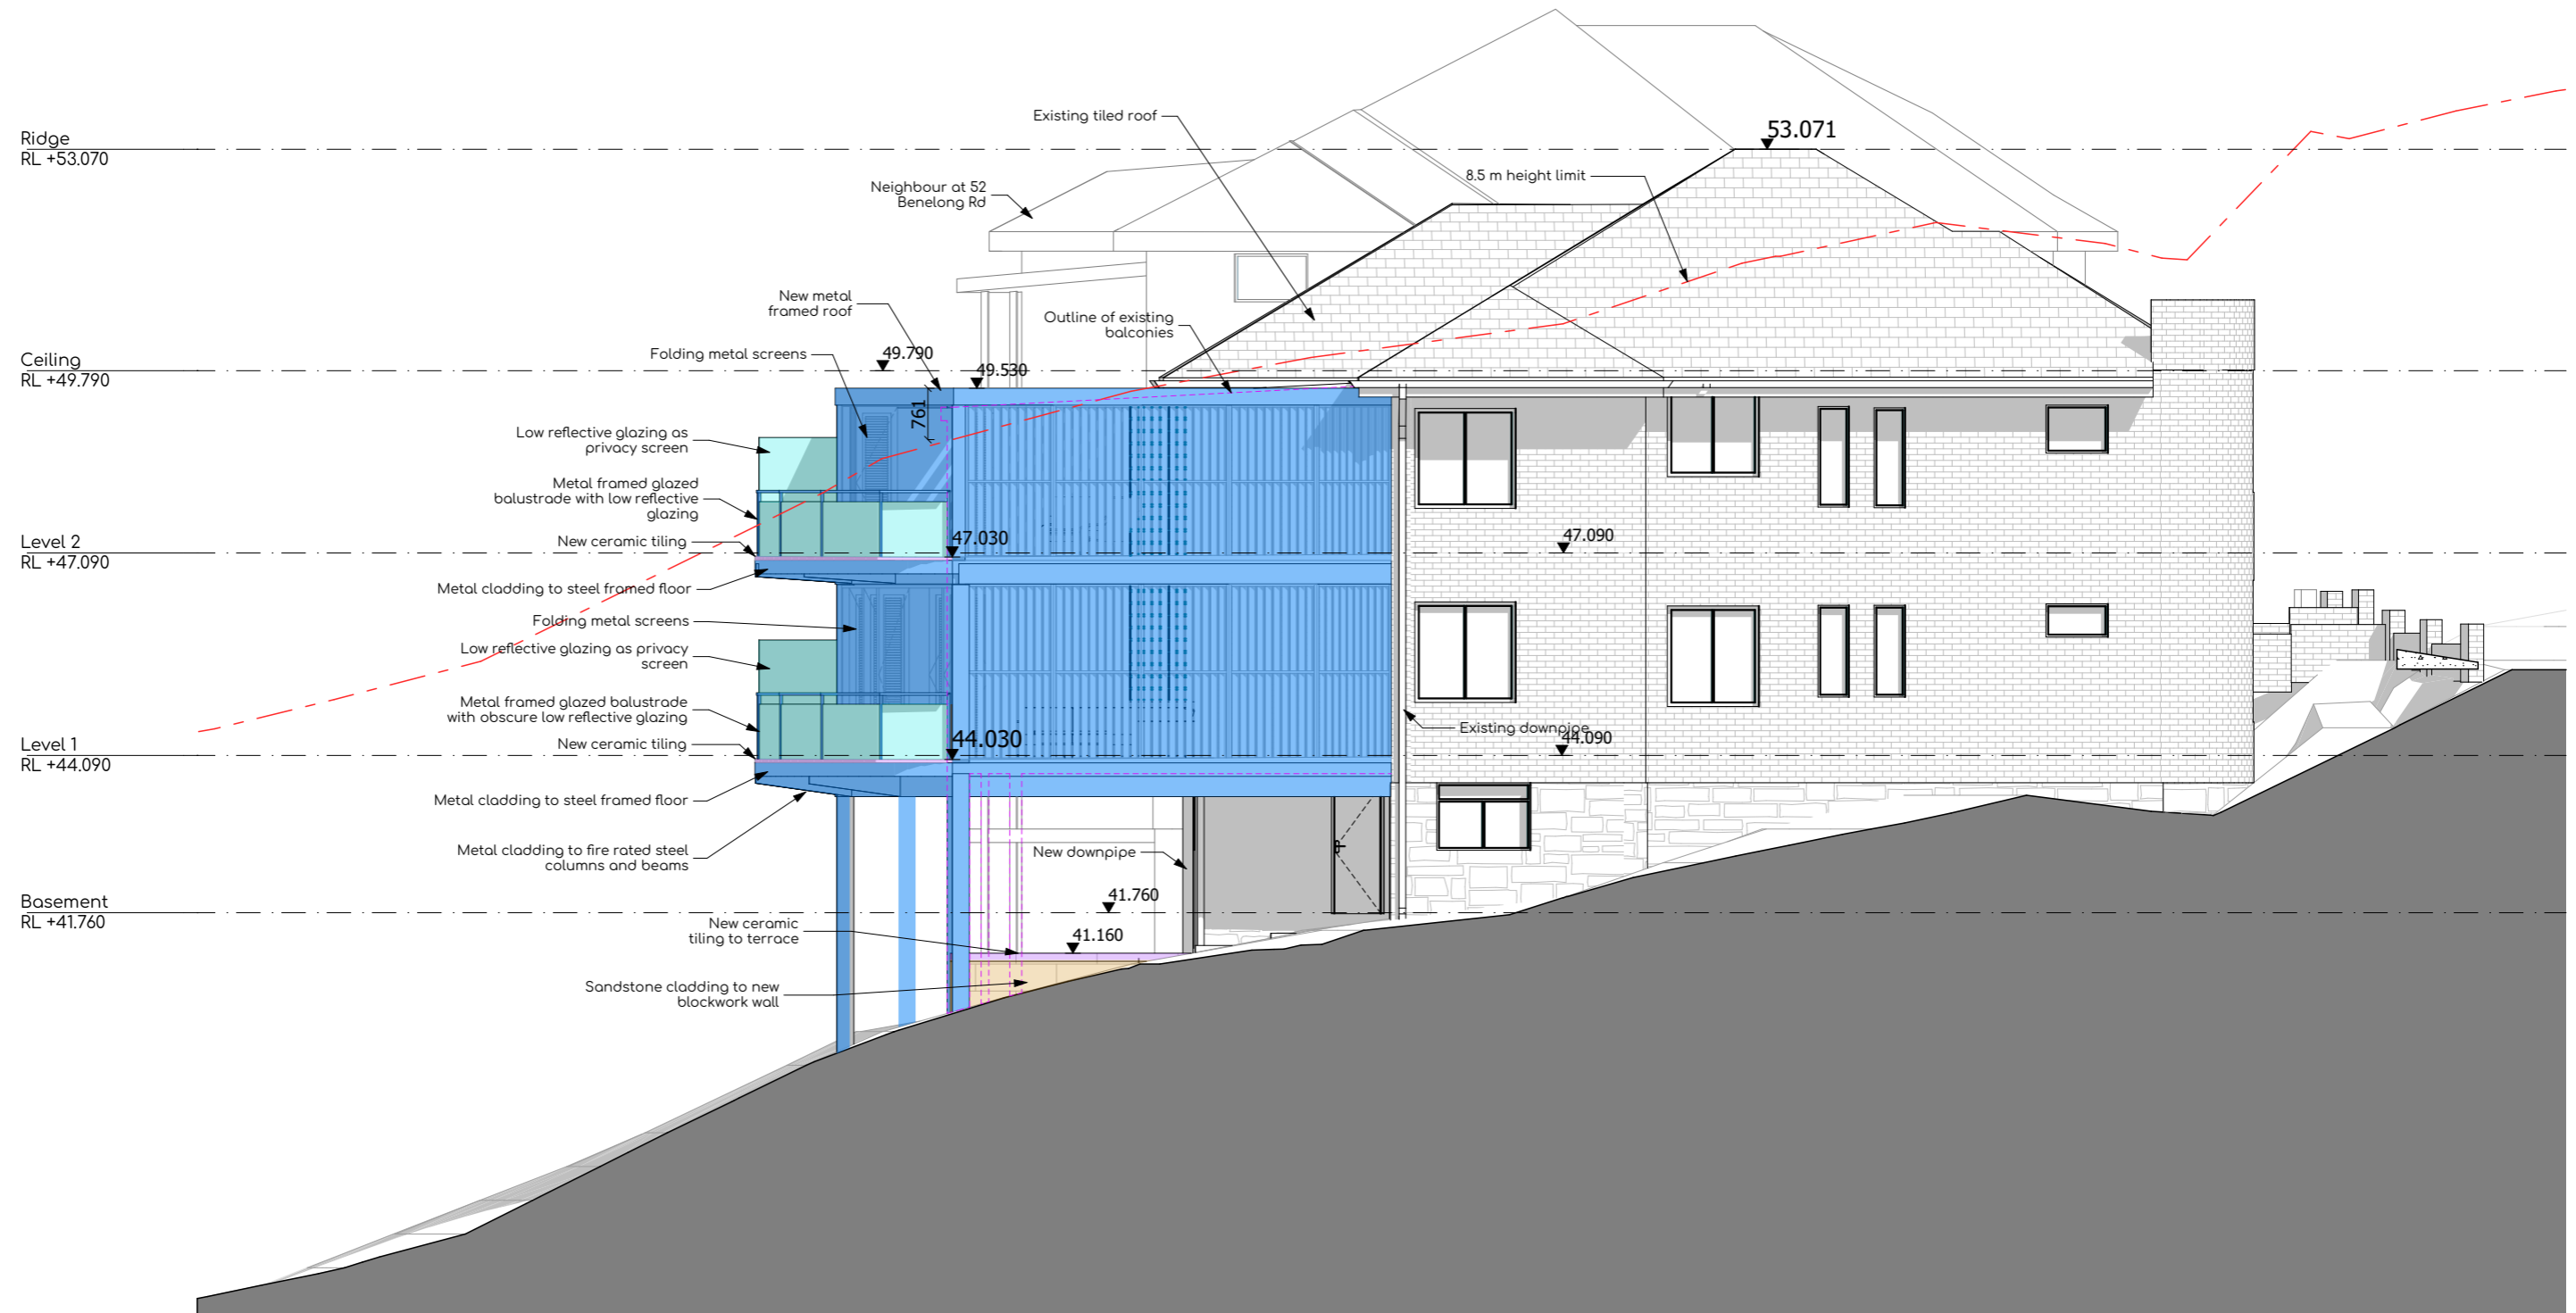 Ridge
RL +53.070
Existing tiled roof
53.071
8.5 m height limit
Neighbour at 52
Benelong Rd
New metal
framed roof
Outline of existing
balconies
Folding metal screens
Ceiling
RL +49.790
49.790
49.530
761
Low reflective glazing as
privacy screen
Metal framed glazed
balustrade with low reflective
glazing
New ceramic tiling
Level 2
RL +47.090
47.030
47.090
Metal cladding to steel framed floor
Folding metal screens
Low reflective glazing as privacy
screen
Metal framed glazed balustrade
with obscure low reflective glazing
Existing downpipe
New ceramic tiling
Level 1
RL +44.090
44.030
44.090
Metal cladding to steel framed floor
Metal cladding to fire rated steel
columns and beams
New downpipe
Basement
RL +41.760
41.760
New ceramic
tiling to terrace
41.160
Sandstone cladding to new
blockwork wall